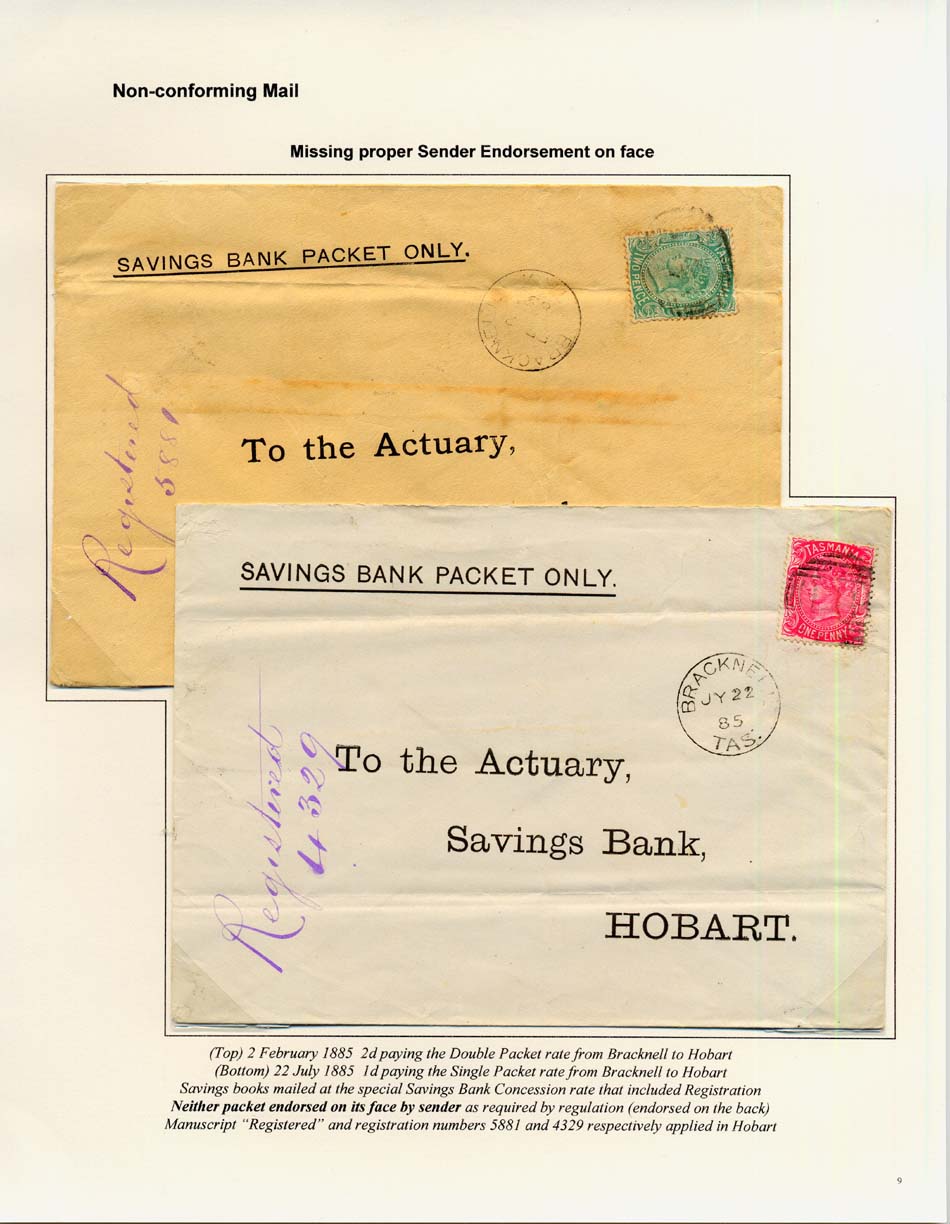 Non-conforming Mail
Missing proper Sender Endorsement on face
SAVINGS BANK PACKET ONLY.
TASMANIA
TWO PENCE
BRACKNELL
Registered
5881
To the Actuary,
SAVINGS BANK PACKET ONLY.
TASMANIA
ONE PENNY
BRACKNELL
JY 22
85
TAS.
Registered
4329
To the Actuary,
Savings Bank,
HOBART.
(Top) 2 February 1885 2d paying the Double Packet rate from Bracknell to Hobart
(Bottom) 22 July 1885 1d paying the Single Packet rate from Bracknell to Hobart
Savings books mailed at the special Savings Bank Concession rate that included Registration
Neither packet endorsed on its face by sender as required by regulation (endorsed on the back)
Manuscript “Registered” and registration numbers 5881 and 4329 respectively applied in Hobart
9